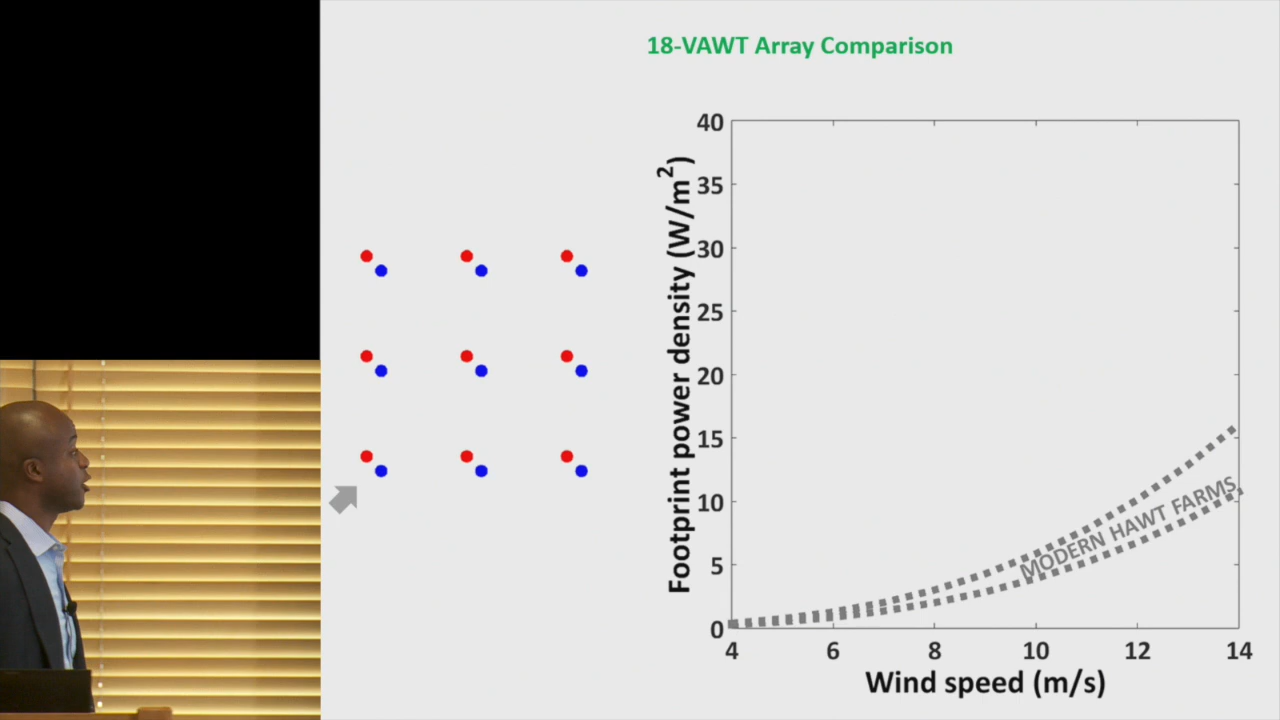 18-VAWT Array Comparison
Footprint power density (W/m²)
40
35
30
25
20
15
10
5
0
MODERN HAWT FARMS
4 6 8 10 12 14
Wind speed (m/s)